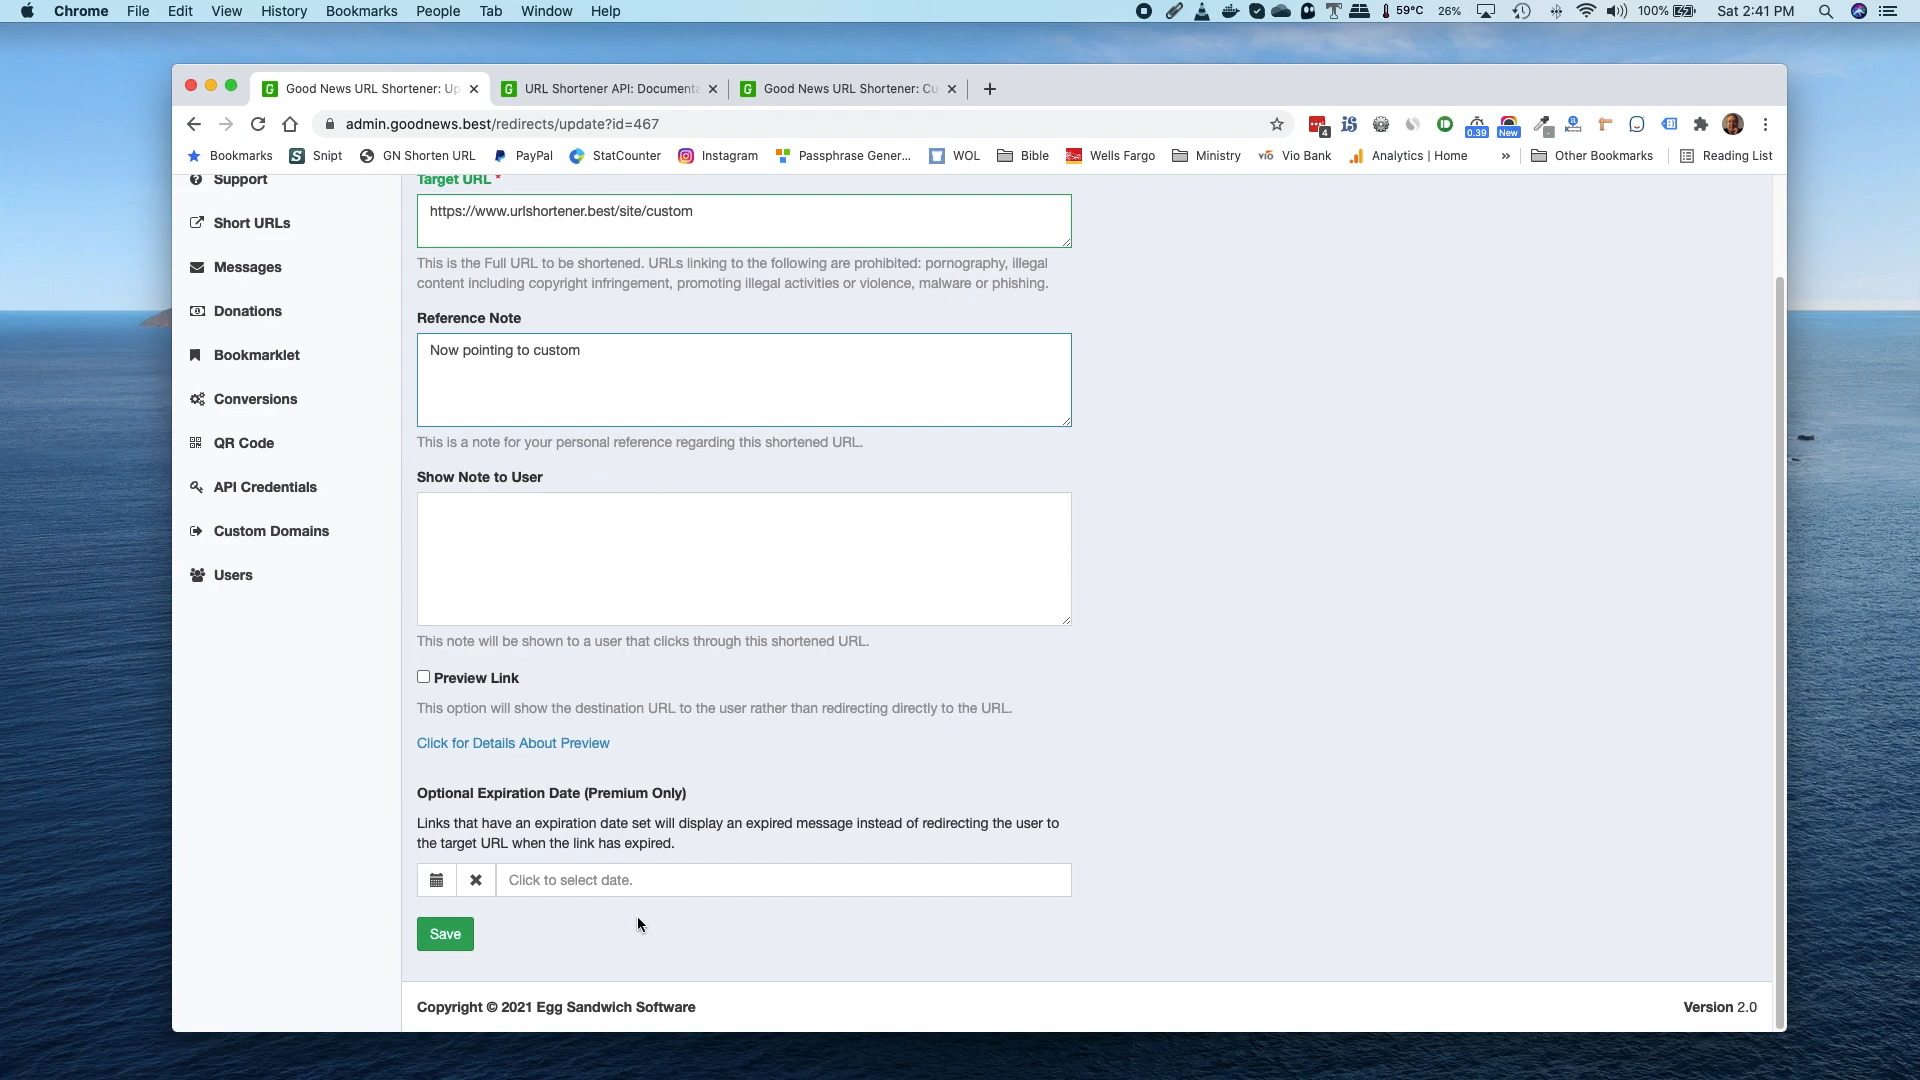 Chrome File Edit View History Bookmarks People Tab Window Help 59°C 26% 100% Sat 2:41 PM
Good News URL Shortener: Up URL Shortener API: Documenta Good News URL Shortener: Cu
admin.goodnews.best/redirects/update?id=467 4 iS 0.39 New
Bookmarks Snipt GN Shorten URL PayPal StatCounter Instagram Passphrase Gener... WOL Bible Wells Fargo Ministry Vio Bank Analytics | Home » Other Bookmarks Reading List
Support
Short URLs
Messages
Donations
Bookmarklet
Conversions
QR Code
API Credentials
Custom Domains
Users
Target URL *
https://www.urlshortener.best/site/custom
This is the Full URL to be shortened. URLs linking to the following are prohibited: pornography, illegal
content including copyright infringement, promoting illegal activities or violence, malware or phishing.
Reference Note
Now pointing to custom
This is a note for your personal reference regarding this shortened URL.
Show Note to User
This note will be shown to a user that clicks through this shortened URL.
Preview Link
This option will show the destination URL to the user rather than redirecting directly to the URL.
Click for Details About Preview
Optional Expiration Date (Premium Only)
Links that have an expiration date set will display an expired message instead of redirecting the user to
the target URL when the link has expired.
Click to select date.
Save
Copyright © 2021 Egg Sandwich Software
Version 2.0